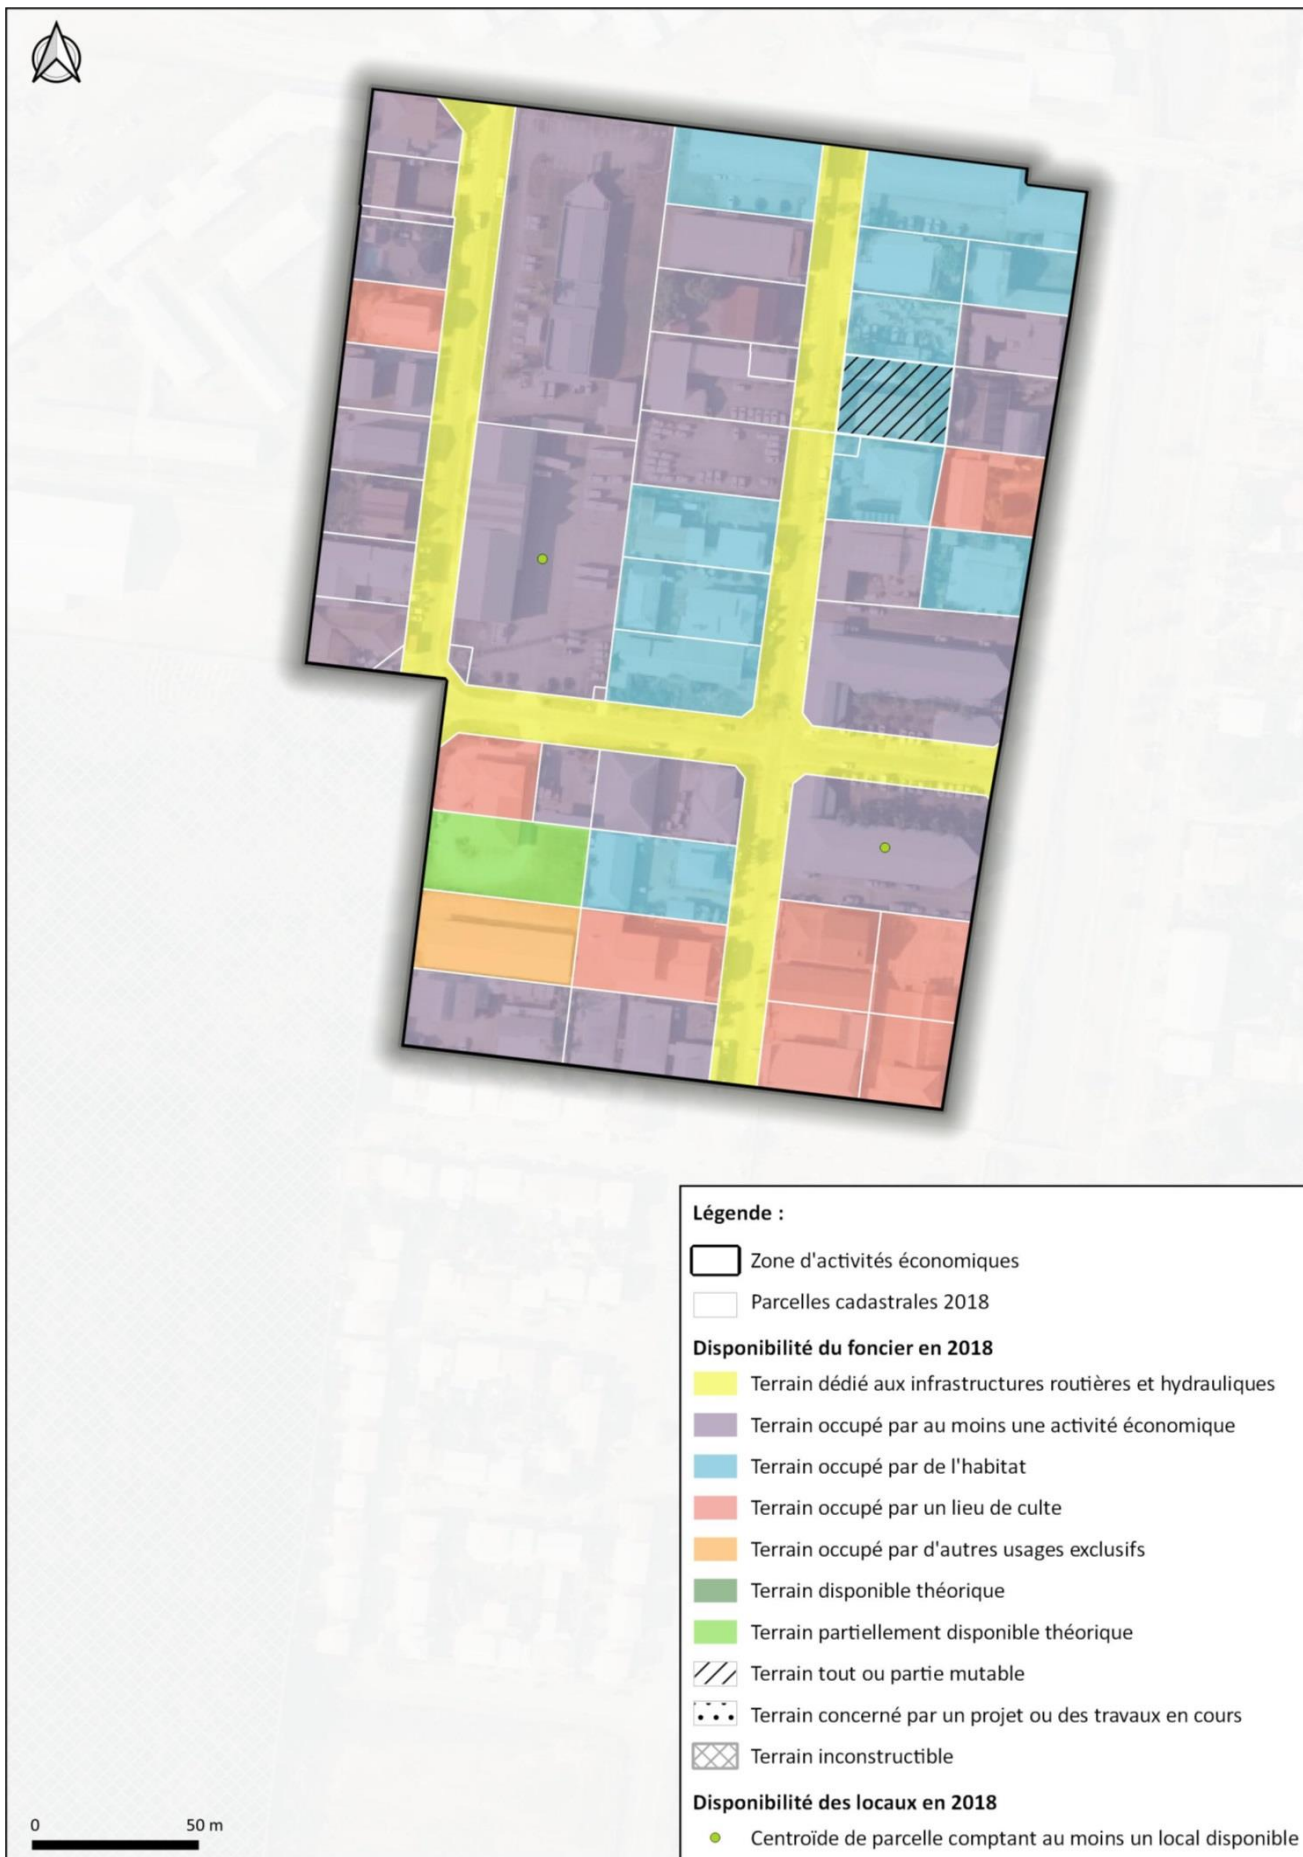 Légende :
Zone d'activités économiques
Parcelles cadastrales 2018
Disponibilité du foncier en 2018
Terrain dédié aux infrastructures routières et hydrauliques
Terrain occupé par au moins une activité économique
Terrain occupé par de l'habitat
Terrain occupé par un lieu de culte
Terrain occupé par d'autres usages exclusifs
Terrain disponible théorique
Terrain partiellement disponible théorique
Terrain tout ou partie mutable
Terrain concerné par un projet ou des travaux en cours
Terrain inconstructible
Disponibilité des locaux en 2018
Centroïde de parcelle comptant au moins un local disponible
0 50 m